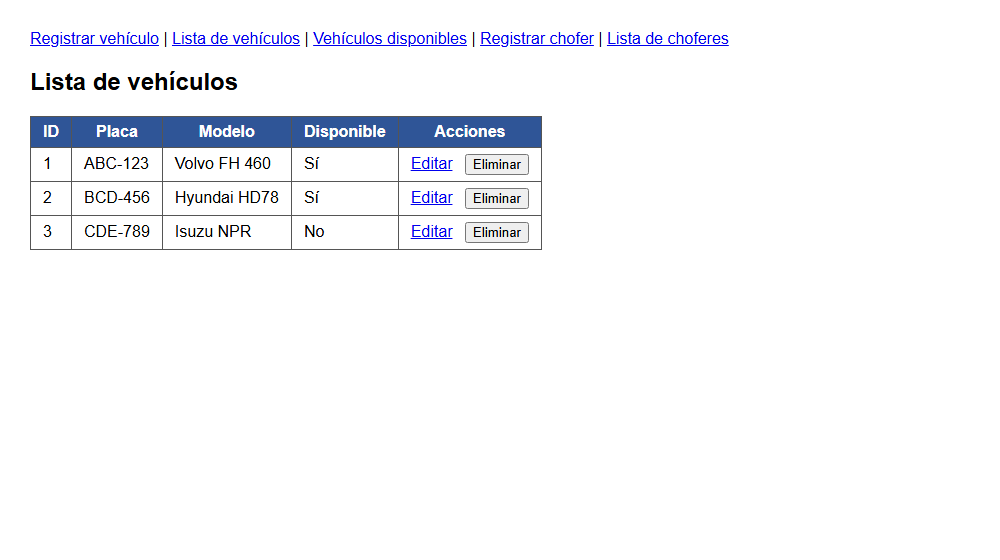 Registrar vehículo | Lista de vehículos | Vehículos disponibles | Registrar chofer | Lista de choferes
Lista de vehículos
ID Placa Modelo Disponible Acciones
1 ABC-123 Volvo FH 460 Sí Editar Eliminar
2 BCD-456 Hyundai HD78 Sí Editar Eliminar
3 CDE-789 Isuzu NPR No Editar Eliminar